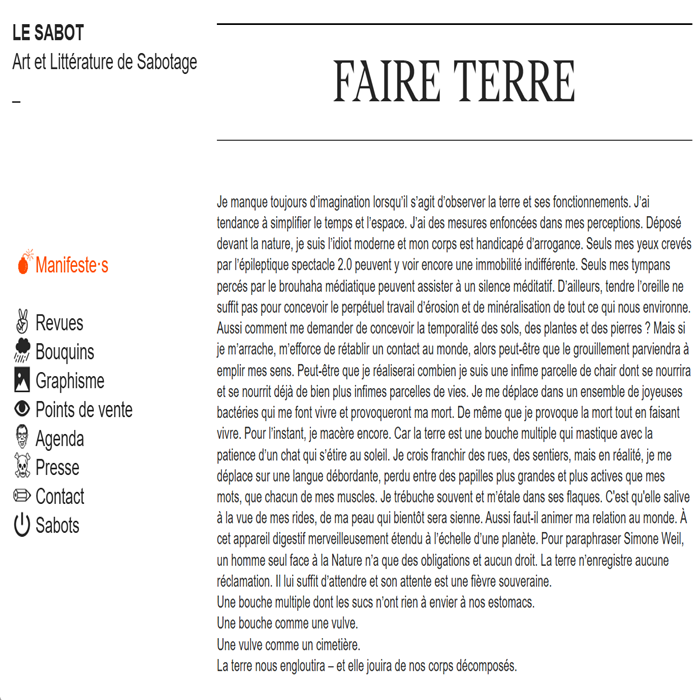 LE SABOT
Art et Littérature de Sabotage
_
FAIRE TERRE
Manifeste·s
Revues
Bouquins
Graphisme
Points de vente
Agenda
Presse
Contact
Sabots
Je manque toujours d'imagination lorsqu'il s'agit d'observer la terre et ses fonctionnements. J'ai
tendance à simplifier le temps et l'espace. J'ai des mesures enfoncées dans mes perceptions. Déposé
devant la nature, je suis l'idiot moderne et mon corps est handicapé d'arrogance. Seuls mes yeux crevés
par l'épileptique spectacle 2.0 peuvent y voir encore une immobilité indifférente. Seuls mes tympans
percés par le brouhaha médiatique peuvent assister à un silence méditatif. D'ailleurs, tendre l'oreille ne
suffit pas pour concevoir le perpétuel travail d'érosion et de minéralisation de tout ce qui nous environne.
Aussi comment me demander de concevoir la temporalité des sols, des plantes et des pierres ? Mais si
je m'arrache, m'efforce de rétablir un contact au monde, alors peut-être que le grouillement parviendra à
emplir mes sens. Peut-être que je réaliserai combien je suis une infime parcelle de chair dont se nourrira
et se nourrit déjà de bien plus infimes parcelles de vies. Je me déplace dans un ensemble de joyeuses
bactéries qui me font vivre et provoqueront ma mort. De même que je provoque la mort tout en faisant
vivre. Pour l'instant, je macère encore. Car la terre est une bouche multiple qui mastique avec la
patience d'un chat qui s'étire au soleil. Je crois franchir des rues, des sentiers, mais en réalité, je me
déplace sur une langue débordante, perdu entre des papilles plus grandes et plus actives que mes
mots, que chacun de mes muscles. Je trébuche souvent et m'étale dans ses flaques. C'est qu'elle salive
à la vue de mes rides, de ma peau qui bientôt sera sienne. Aussi faut-il animer ma relation au monde. À
cet appareil digestif merveilleusement étendu à l'échelle d'une planète. Pour paraphraser Simone Weil,
un homme seul face à la Nature n'a que des obligations et aucun droit. La terre n'enregistre aucune
réclamation. Il lui suffit d'attendre et son attente est une fièvre souveraine.
Une bouche multiple dont les sucs n'ont rien à envier à nos estomacs.
Une bouche comme une vulve.
Une vulve comme un cimetière.
La terre nous engloutira – et elle jouira de nos corps décomposés.